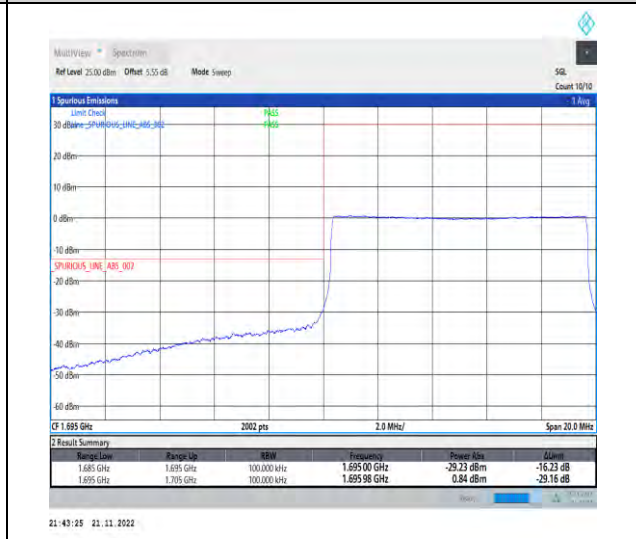 MultiView Spectrum
Ref Level 25.00 dBm Offset 5.55 dB Mode Sweep SGL
Count 10/10
1 Spurious Emissions 1 Avg
Limit Check PASS
30 dBm Line _SPURIOUS_LINE_ABS_002 PASS
20 dBm
10 dBm
0 dBm
-10 dBm
_SPURIOUS_LINE_ABS_002
-20 dBm
-30 dBm
-40 dBm
-50 dBm
-60 dBm
CF 1.695 GHz 2002 pts 2.0 MHz/ Span 20.0 MHz
2 Result Summary
Range Low Range Up RBW Frequency Power Abs ΔLimit
1.685 GHz 1.695 GHz 100.000 kHz 1.695 00 GHz -29.23 dBm -16.23 dB
1.695 GHz 1.705 GHz 100.000 kHz 1.695 98 GHz 0.84 dBm -29.16 dB
21:43:25 21.11.2022